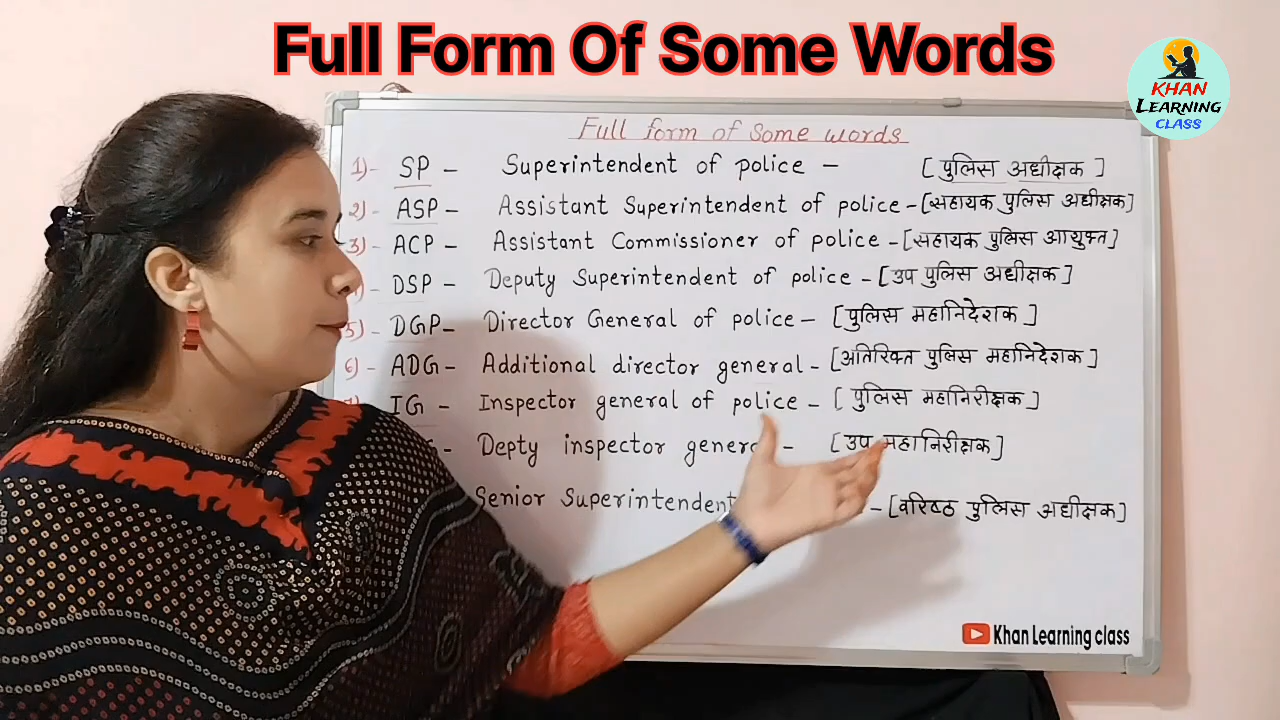 Full Form Of Some Words
KHAN
LEARNING
CLASS
Full form of Some words
1)- SP - Superintendent of police - [पुलिस अधीक्षक]
2)- ASP - Assistant Superintendent of police - [सहायक पुलिस अधीक्षक]
3)- ACP - Assistant Commissioner of police - [सहायक पुलिस आयुक्त]
DSP - Deputy Superintendent of police - [उप पुलिस अधीक्षक]
5)- DGP - Director General of police - [पुलिस महानिदेशक]
6)- ADG - Additional director general - [अतिरिक्त पुलिस महानिदेशक]
IG - Inspector general of police - [पुलिस महानिरीक्षक]
- Depty inspector - [उप महानिरीक्षक]
Senior Superintendent - [वरिष्ठ पुलिस अधीक्षक]
Khan Learning class